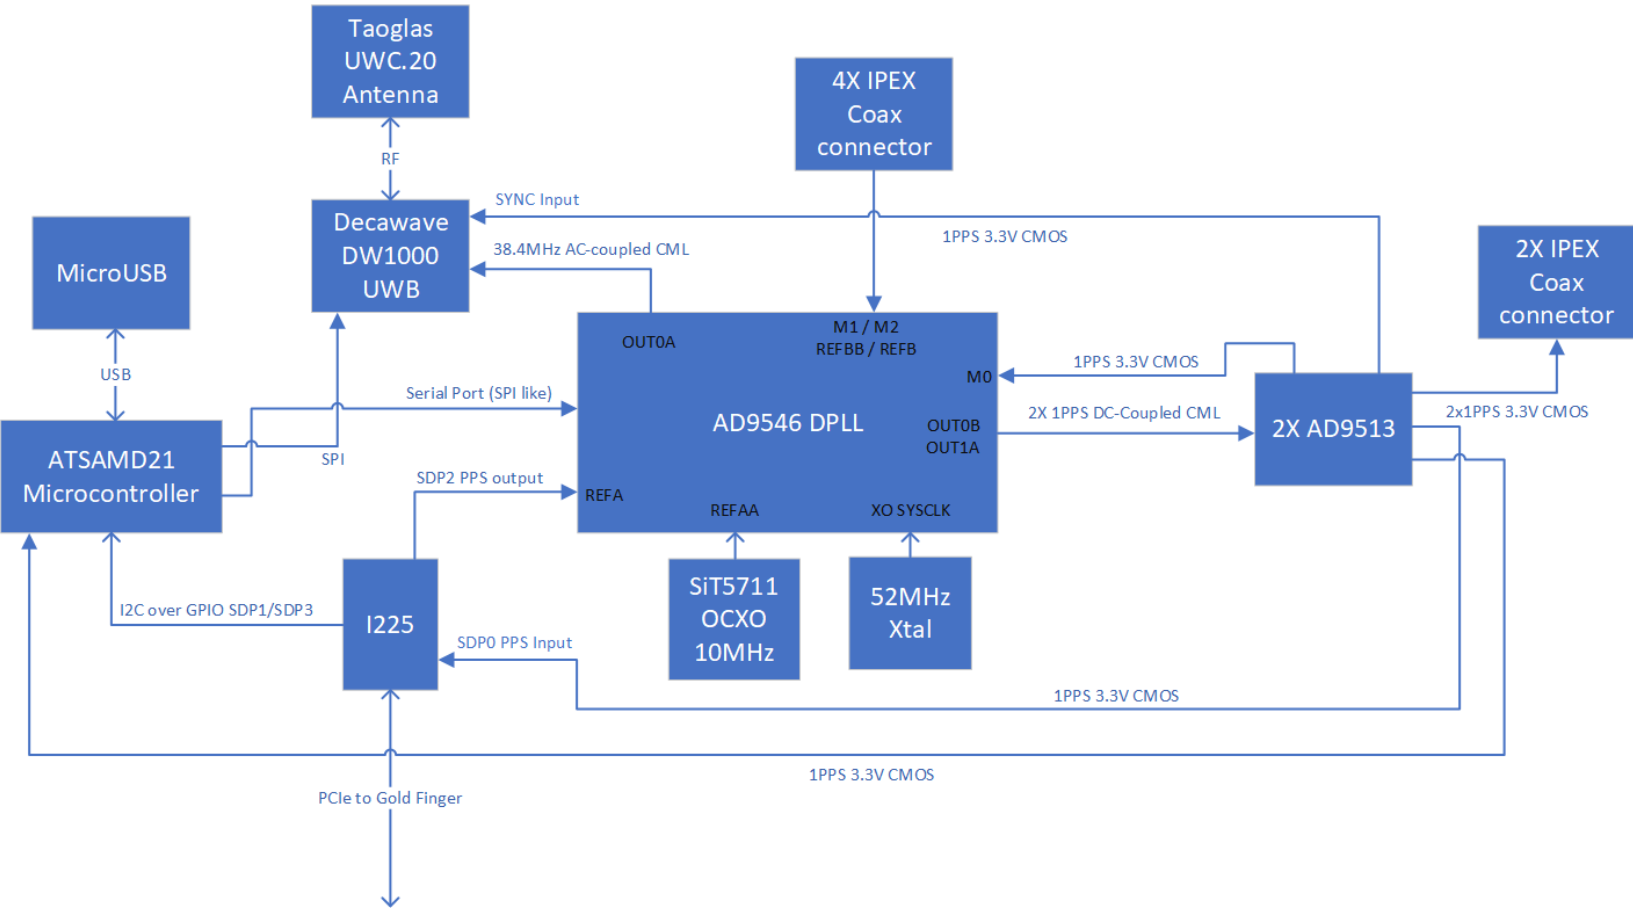 Taoglas
UWC.20
Antenna
4X IPEX
Coax
connector
RF
SYNC Input
Decawave
DW1000
UWB
1PPS 3.3V CMOS
38.4MHz AC-coupled CML
MicroUSB
2X IPEX
Coax
connector
OUT0A
M1 / M2
REFBB / REFB
1PPS 3.3V CMOS
M0
USB
Serial Port (SPI like)
2X 1PPS DC-Coupled CML
2x1PPS 3.3V CMOS
AD9546 DPLL
OUT0B
OUT1A
2X AD9513
ATSAMD21
Microcontroller
SPI
SDP2 PPS output
REFA
REFAA
XO SYSCLK
SiT5711
OCXO
10MHz
52MHz
Xtal
I2C over GPIO SDP1/SDP3
I225
SDP0 PPS Input
1PPS 3.3V CMOS
1PPS 3.3V CMOS
PCIe to Gold Finger